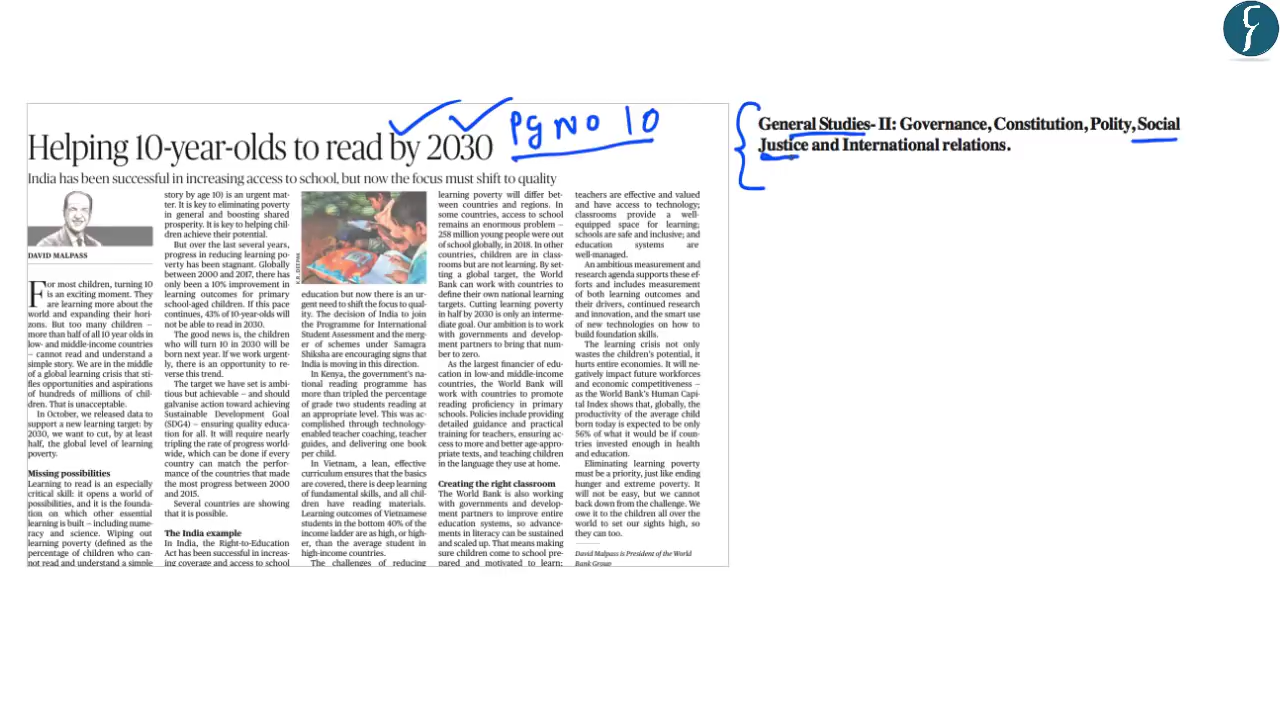 Pg No 10
Helping 10-year-olds to read by 2030
India has been successful in increasing access to school, but now the focus must shift to quality
DAVID MALPASS
For most children, turning 10
is an exciting moment. They
are learning more about the
world and expanding their hori-
zons. But too many children –
more than half of all 10 year olds in
low- and middle-income countries
– cannot read and understand a
simple story. We are in the middle
of a global learning crisis that sti-
fles opportunities and aspirations
of hundreds of millions of chil-
dren. That is unacceptable.
In October, we released data to
support a new learning target: by
2030, we want to cut, by at least
half, the global level of learning
poverty.
Missing possibilities
Learning to read is an especially
critical skill: it opens a world of
possibilities, and it is the founda-
tion on which other essential
learning is built – including nume-
racy and science. Wiping out
learning poverty (defined as the
percentage of children who can-
not read and understand a simple
story by age 10) is an urgent mat-
ter. It is key to eliminating poverty
in general and boosting shared
prosperity. It is key to helping chil-
dren achieve their potential.
But over the last several years,
progress in reducing learning po-
verty has been stagnant. Globally
between 2000 and 2017, there has
only been a 10% improvement in
learning outcomes for primary
school-aged children. If this pace
continues, 43% of 10-year-olds will
not be able to read in 2030.
The good news is, the children
who will turn 10 in 2030 will be
born next year. If we work urgent-
ly, there is an opportunity to re-
verse this trend.
The target we have set is ambi-
tious but achievable – and should
galvanise action toward achieving
Sustainable Development Goal
(SDG4) – ensuring quality educa-
tion for all. It will require nearly
tripling the rate of progress world-
wide, which can be done if every
country can match the perfor-
mance of the countries that made
the most progress between 2000
and 2015.
Several countries are showing
that it is possible.
The India example
In India, the Right-to-Education
Act has been successful in increas-
ing coverage and access to school
K.R. DEEPAK
education but now there is an ur-
gent need to shift the focus to qual-
ity. The decision of India to join
the Programme for International
Student Assessment and the merg-
er of schemes under Samagra
Shiksha are encouraging signs that
India is moving in this direction.
In Kenya, the government's na-
tional reading programme has
more than tripled the percentage
of grade two students reading at
an appropriate level. This was ac-
complished through technology-
enabled teacher coaching, teacher
guides, and delivering one book
per child.
In Vietnam, a lean, effective
curriculum ensures that the basics
are covered, there is deep learning
of fundamental skills, and all chil-
dren have reading materials.
Learning outcomes of Vietnamese
students in the bottom 40% of the
income ladder are as high, or high-
er, than the average student in
high-income countries.
The challenges of reducing
learning poverty will differ bet-
ween countries and regions. In
some countries, access to school
remains an enormous problem –
258 million young people were out
of school globally, in 2018. In other
countries, children are in class-
rooms but are not learning. By set-
ting a global target, the World
Bank can work with countries to
define their own national learning
targets. Cutting learning poverty
in half by 2030 is only an interme-
diate goal. Our ambition is to work
with governments and develop-
ment partners to bring that num-
ber to zero.
As the largest financier of edu-
cation in low-and middle-income
countries, the World Bank will
work with countries to promote
reading proficiency in primary
schools. Policies include providing
detailed guidance and practical
training for teachers, ensuring ac-
cess to more and better age-appro-
priate texts, and teaching children
in the language they use at home.
Creating the right classroom
The World Bank is also working
with governments and develop-
ment partners to improve entire
education systems, so advance-
ments in literacy can be sustained
and scaled up. That means making
sure children come to school pre-
pared and motivated to learn;
teachers are effective and valued
and have access to technology;
classrooms provide a well-
equipped space for learning;
schools are safe and inclusive; and
education systems are
well-managed.
An ambitious measurement and
research agenda supports these ef-
forts and includes measurement
of both learning outcomes and
their drivers, continued research
and innovation, and the smart use
of new technologies on how to
build foundation skills.
The learning crisis not only
wastes the children's potential, it
hurts entire economies. It will ne-
gatively impact future workforces
and economic competitiveness –
as the World Bank's Human Capi-
tal Index shows that, globally, the
productivity of the average child
born today is expected to be only
56% of what it would be if coun-
tries invested enough in health
and education.
Eliminating learning poverty
must be a priority, just like ending
hunger and extreme poverty. It
will not be easy, but we cannot
back down from the challenge. We
owe it to the children all over the
world to set our sights high, so
they can too.
David Malpass is President of the World
Bank Group
General Studies- II: Governance, Constitution, Polity, Social
Justice and International relations.